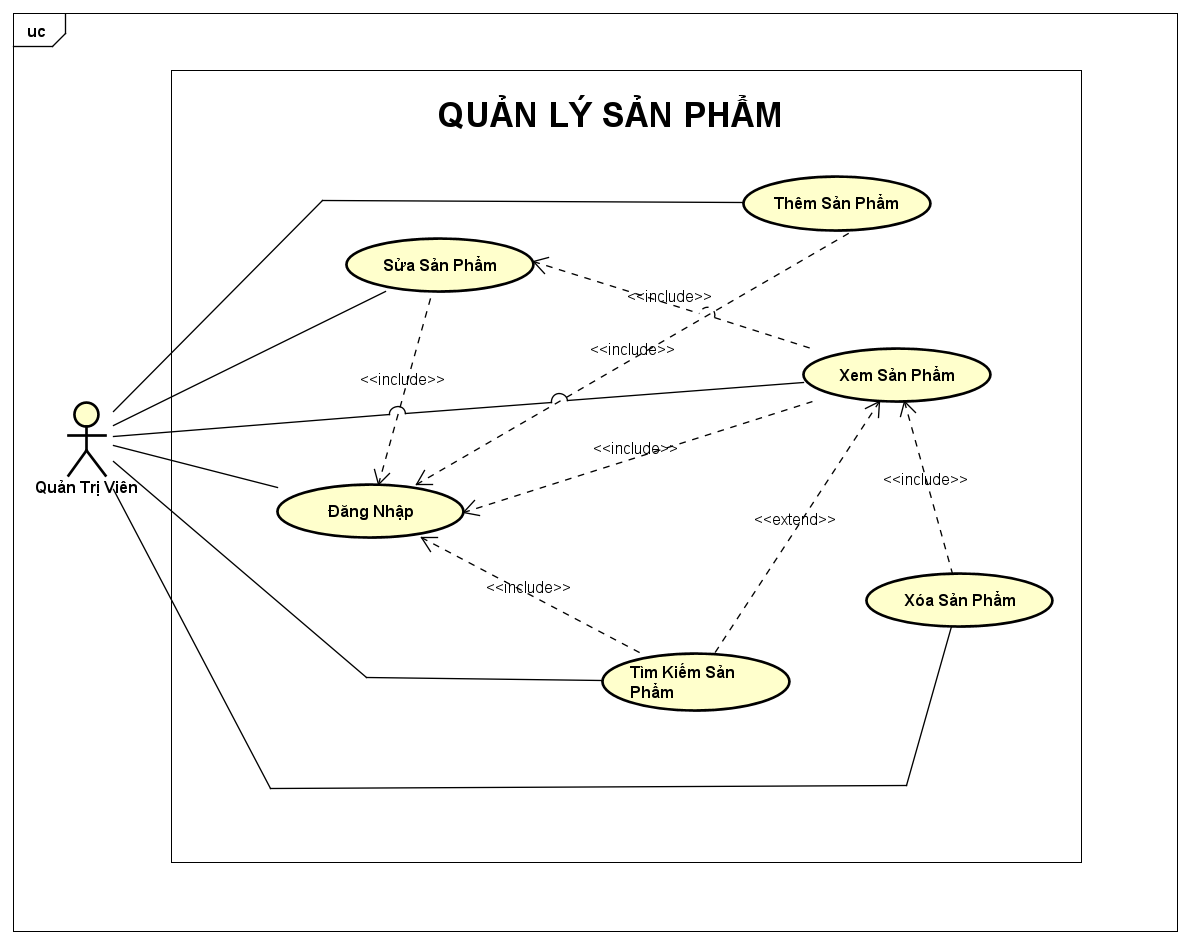 uc
QUẢN LÝ SẢN PHẨM
Thêm Sản Phẩm
Sửa Sản Phẩm
<<include>>
<<include>>
Xem Sản Phẩm
<<include>>
<<include>>
<<include>>
Quản Trị Viên
Đăng Nhập
<<extend>>
<<include>>
Xóa Sản Phẩm
Tìm Kiếm Sản
Phẩm